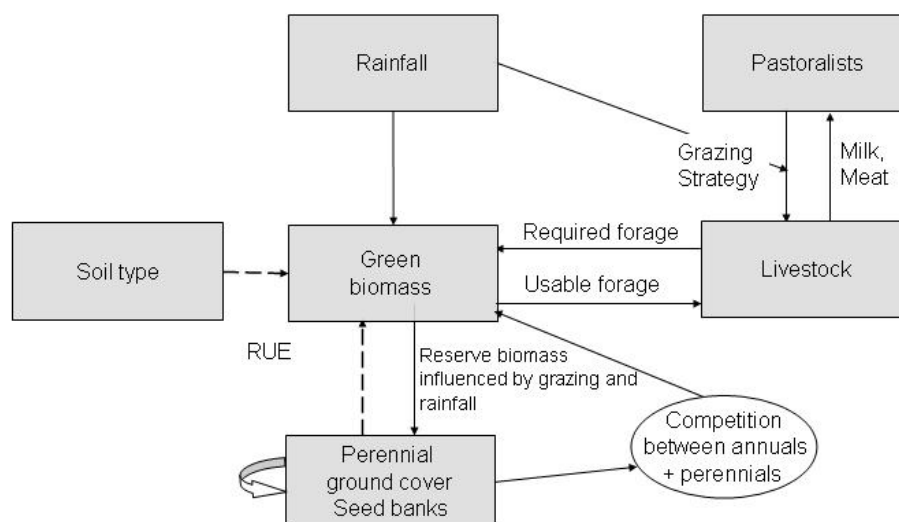 Rainfall
Pastoralists
Grazing
Strategy
Milk,
Meat
Soil type
Green
biomass
Required forage
Usable forage
Livestock
RUE
Reserve biomass
influenced by grazing and
rainfall
Perennial
ground cover
Seed banks
Competition
between annuals
+ perennials